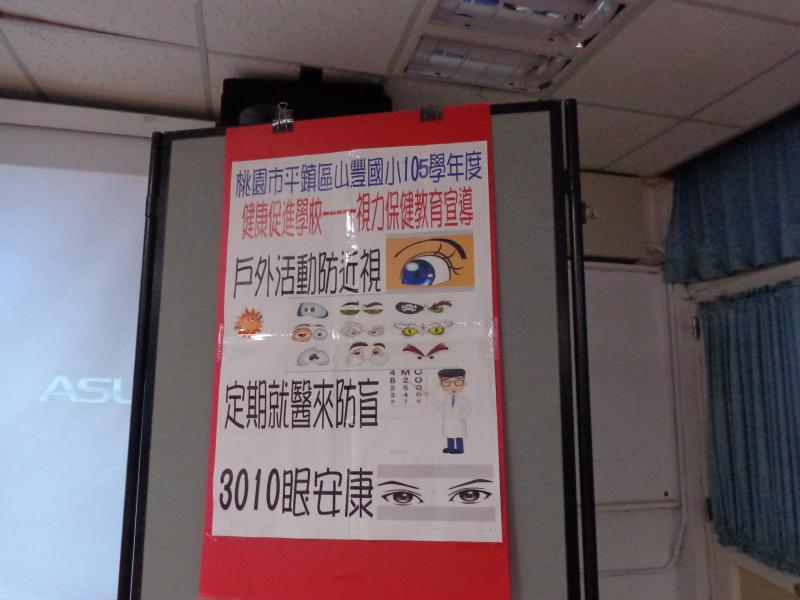 桃園市平鎮區山豐國小105學年度
健康促進學校----視力保健教育宣導
戶外活動防近視
定期就醫來防盲
3010眼安康
ASU